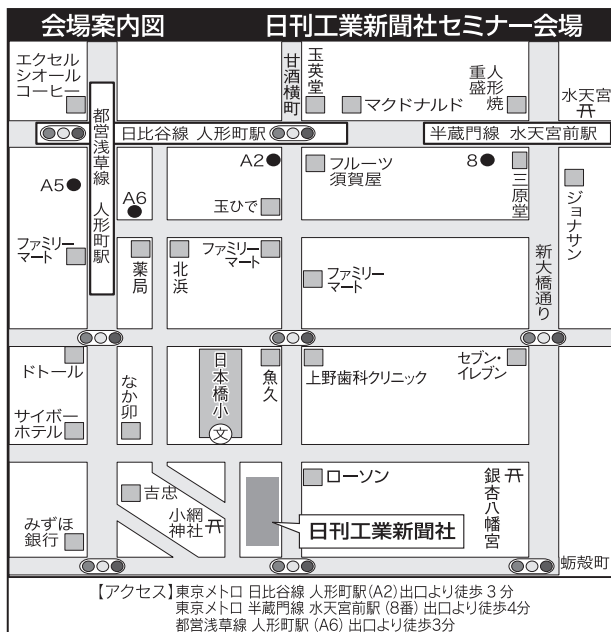 会場案内図 日刊工業新聞社セミナー会場
エクセル
シオール
コーヒー
甘酒横町
玉英堂
マクドナルド
人形焼
重盛
水天宮
都営浅草線 人形町駅
日比谷線 人形町駅
半蔵門線 水天宮前駅
A5
A6
A2
玉ひで
フルーツ
須賀屋
8
三原堂
ジョナサン
ファミリー
マート
薬局
北浜
ファミリー
マート
ファミリー
マート
新大橋通り
ドトール
なか卯
日本橋小
文
魚久
上野歯科クリニック
セブン・
イレブン
サイボー
ホテル
吉忠
小網
神社
ローソン
銀杏八幡宮
みずほ
銀行
日刊工業新聞社
蛎殻町
【アクセス】東京メトロ 日比谷線 人形町駅(A2)出口より徒歩3分
東京メトロ 半蔵門線 水天宮前駅(8番)出口より徒歩4分
都営浅草線 人形町駅(A6)出口より徒歩3分